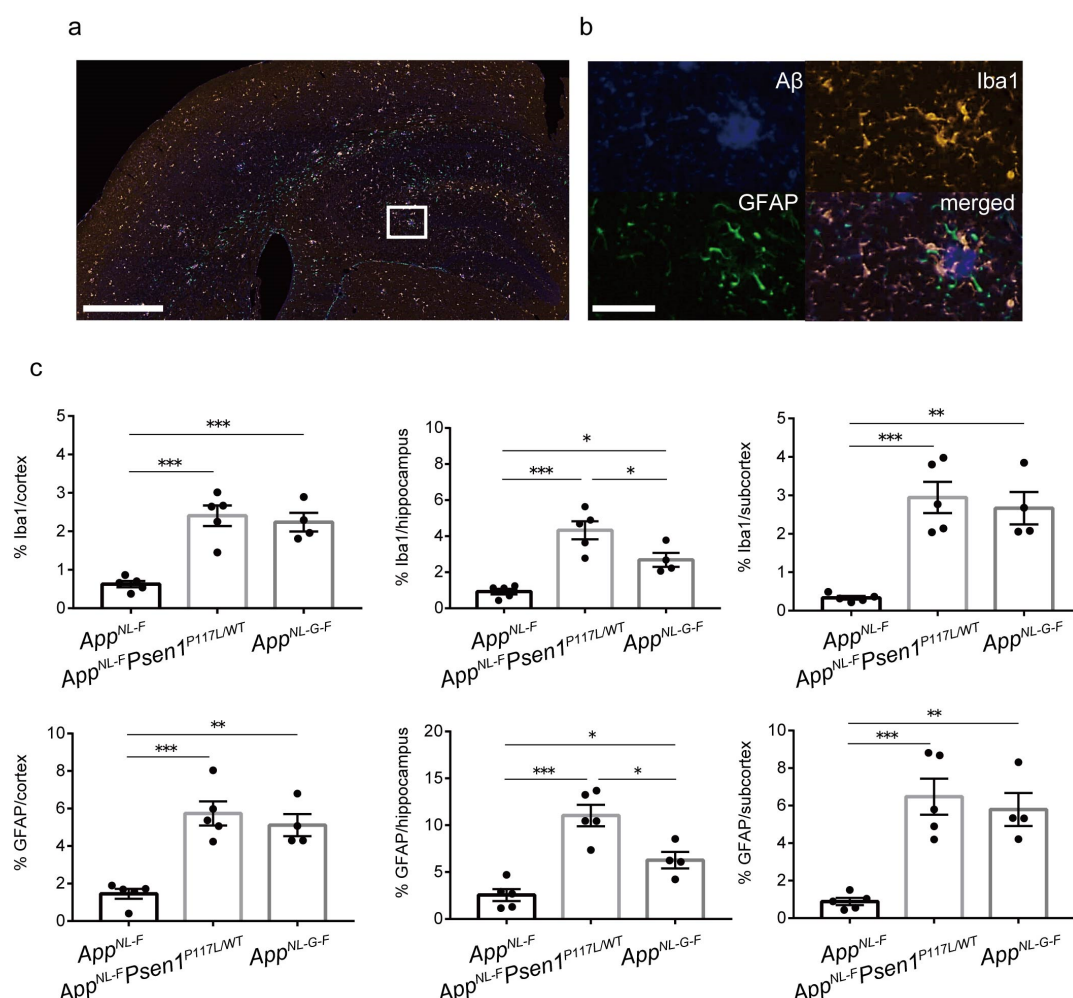 a
b
Aβ
Iba1
GFAP
merged
c
% Iba1/cortex
5
4
3
2
1
0
***
***
App^NL-F
App^NL-F Psen1^P117L/WT
App^NL-G-F
% Iba1/hippocampus
10
8
6
4
2
0
*
***
*
App^NL-F
App^NL-F Psen1^P117L/WT
App^NL-G-F
% Iba1/subcortex
5
4
3
2
1
0
**
***
App^NL-F
App^NL-F Psen1^P117L/WT
App^NL-G-F
% GFAP/cortex
10
8
6
4
2
0
**
***
App^NL-F
App^NL-F Psen1^P117L/WT
App^NL-G-F
% GFAP/hippocampus
20
15
10
5
0
*
***
*
App^NL-F
App^NL-F Psen1^P117L/WT
App^NL-G-F
% GFAP/subcortex
10
8
6
4
2
0
**
***
App^NL-F
App^NL-F Psen1^P117L/WT
App^NL-G-F